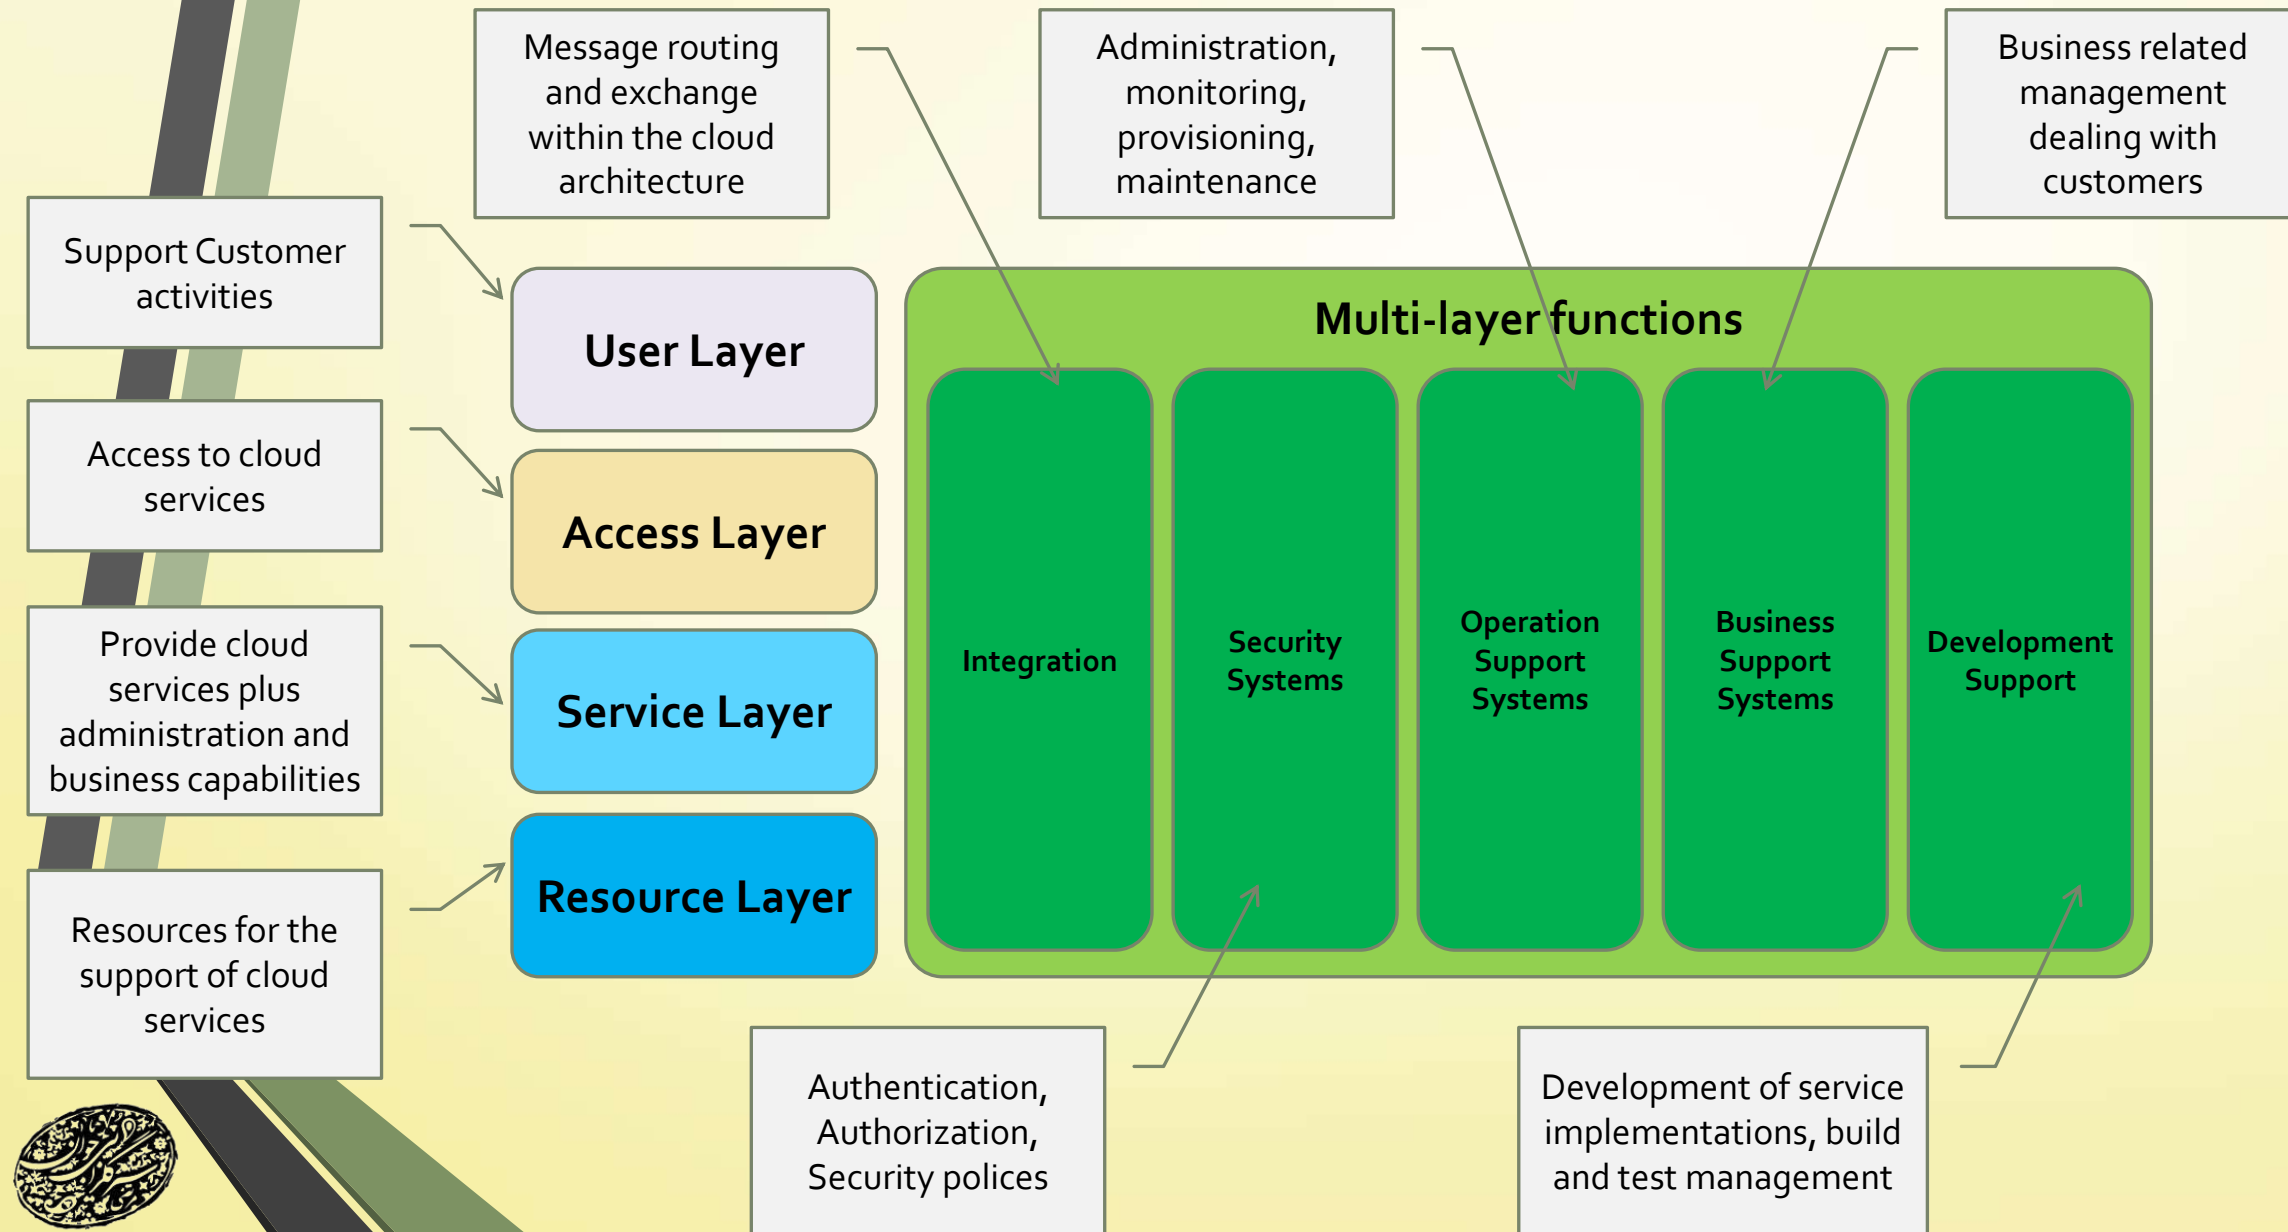 Message routing
and exchange
within the cloud
architecture
Administration,
monitoring,
provisioning,
maintenance
Business related
management
dealing with
customers
Support Customer
activities
Access to cloud
services
Provide cloud
services plus
administration and
business capabilities
Resources for the
support of cloud
services
User Layer
Access Layer
Service Layer
Resource Layer
Multi-layer functions
Integration
Security
Systems
Operation
Support
Systems
Business
Support
Systems
Development
Support
Authentication,
Authorization,
Security polices
Development of service
implementations, build
and test management